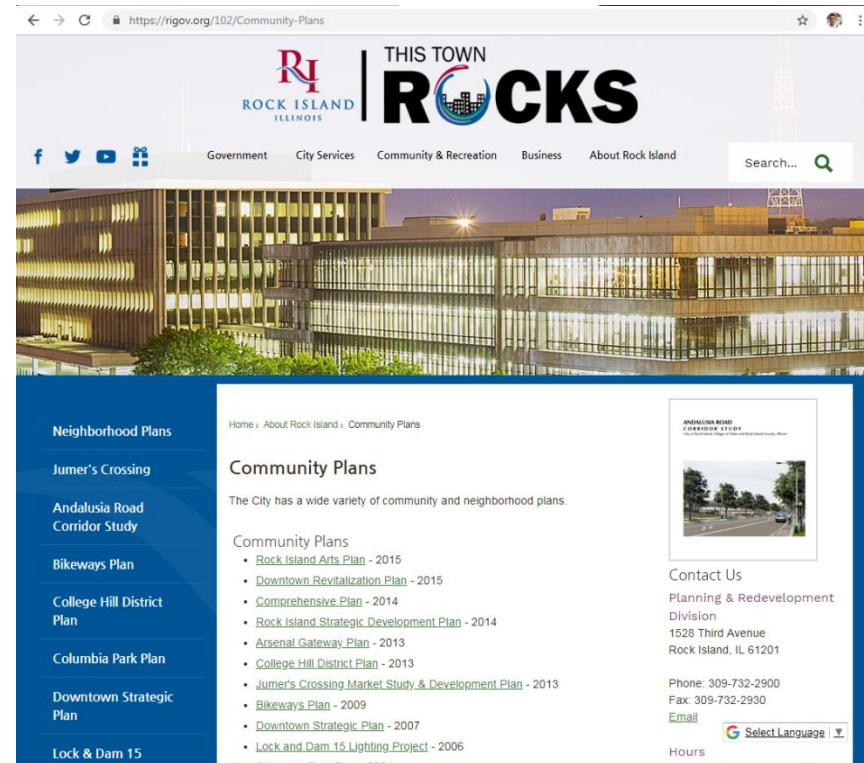 https://rigov.org/102/Community-Plans
RI
ROCK ISLAND
ILLINOIS
THIS TOWN
ROCKS
Government City Services Community & Recreation Business About Rock Island
Search...
Neighborhood Plans
Jumer's Crossing
Andalusia Road
Corridor Study
Bikeways Plan
College Hill District
Plan
Columbia Park Plan
Downtown Strategic
Plan
Lock & Dam 15
Home › About Rock Island › Community Plans
Community Plans
The City has a wide variety of community and neighborhood plans.
Community Plans
• Rock Island Arts Plan - 2015
• Downtown Revitalization Plan - 2015
• Comprehensive Plan - 2014
• Rock Island Strategic Development Plan - 2014
• Arsenal Gateway Plan - 2013
• College Hill District Plan - 2013
• Jumer's Crossing Market Study & Development Plan - 2013
• Bikeways Plan - 2009
• Downtown Strategic Plan - 2007
• Lock and Dam 15 Lighting Project - 2006
ANDALUSIA ROAD
CORRIDOR STUDY
Contact Us
Planning & Redevelopment
Division
1528 Third Avenue
Rock Island, IL 61201
Phone: 309-732-2900
Fax: 309-732-2930
Email
Select Language
Hours